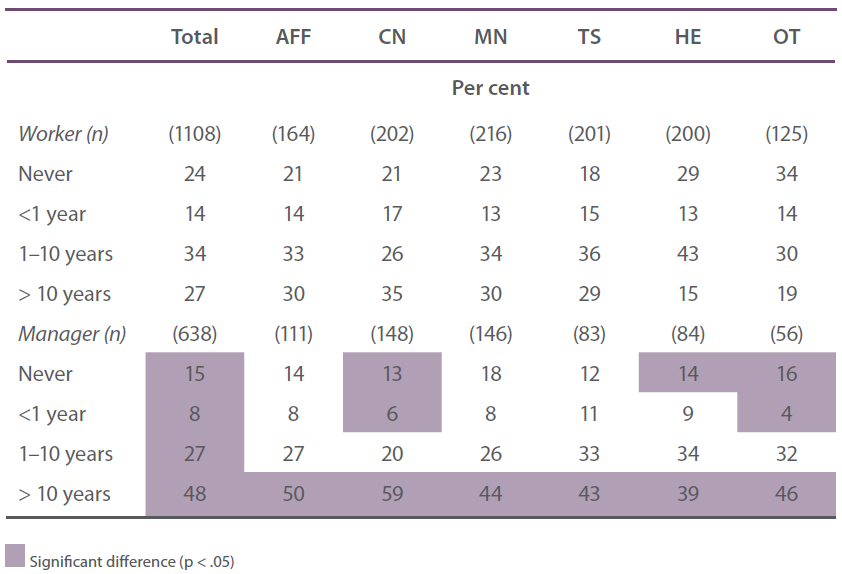 Total AFF CN MN TS HE OT
Per cent
Worker (n) (1108) (164) (202) (216) (201) (200) (125)
Never 24 21 21 23 18 29 34
<1 year 14 14 17 13 15 13 14
1–10 years 34 33 26 34 36 43 30
> 10 years 27 30 35 30 29 15 19
Manager (n) (638) (111) (148) (146) (83) (84) (56)
Never 15 14 13 18 12 14 16
<1 year 8 8 6 8 11 9 4
1–10 years 27 27 20 26 33 34 32
> 10 years 48 50 59 44 43 39 46
Significant difference (p < .05)